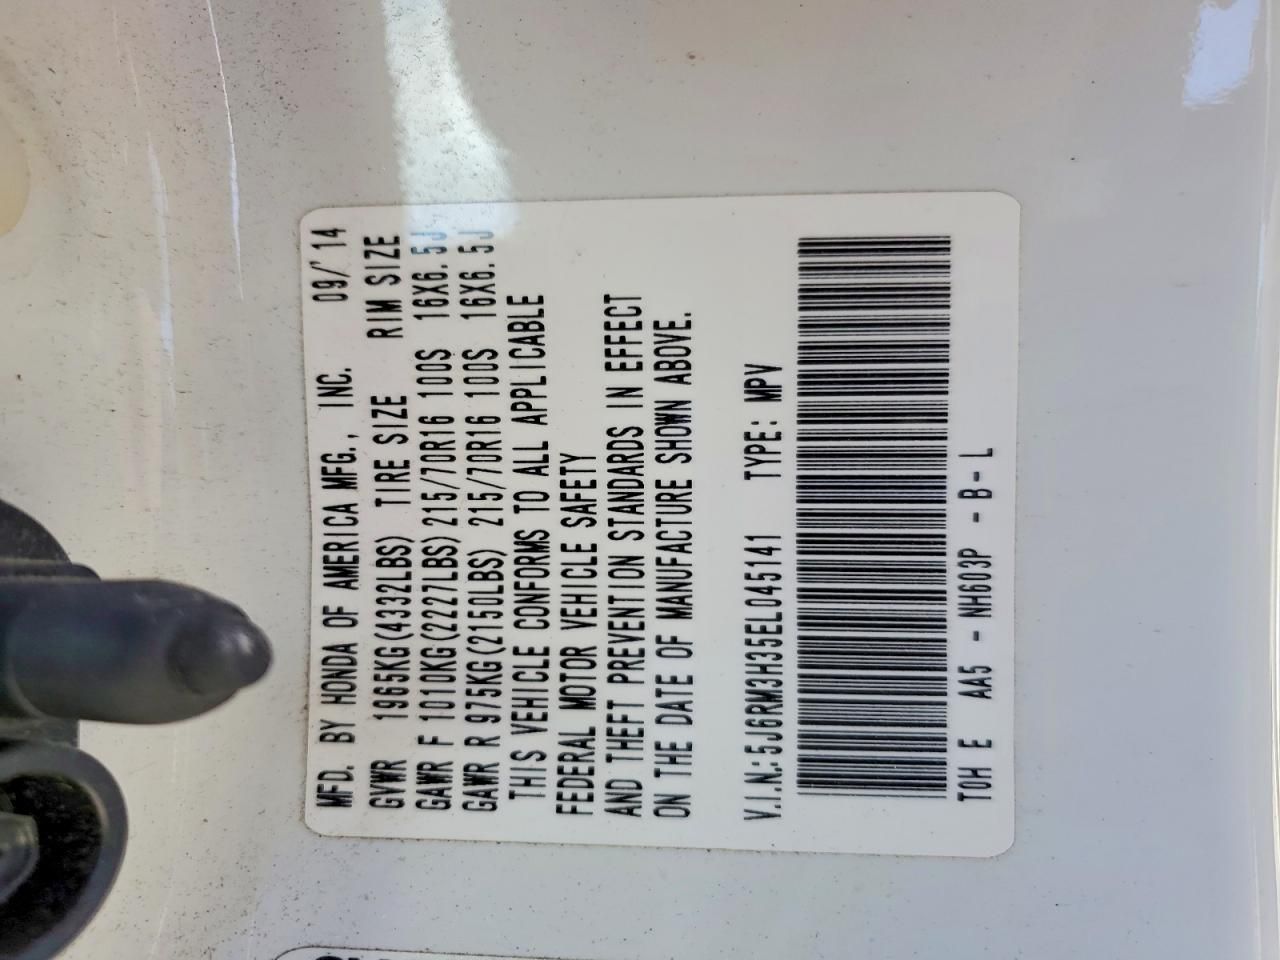 MFD. BY HONDA OF AMERICA MFG., INC. 09/'14
GVWR 1965KG(4332LBS) TIRE SIZE RIM SIZE
GAWR F 1010KG(2227LBS) 215/70R16 100S 16X6.5J
GAWR R 975KG(2150LBS) 215/70R16 100S 16X6.5J
THIS VEHICLE CONFORMS TO ALL APPLICABLE
FEDERAL MOTOR VEHICLE SAFETY
AND THEFT PREVENTION STANDARDS IN EFFECT
ON THE DATE OF MANUFACTURE SHOWN ABOVE.
V.I.N.:5J6RM3H35EL045141 TYPE: MPV
TOH E AA5 - NH603P - B - L